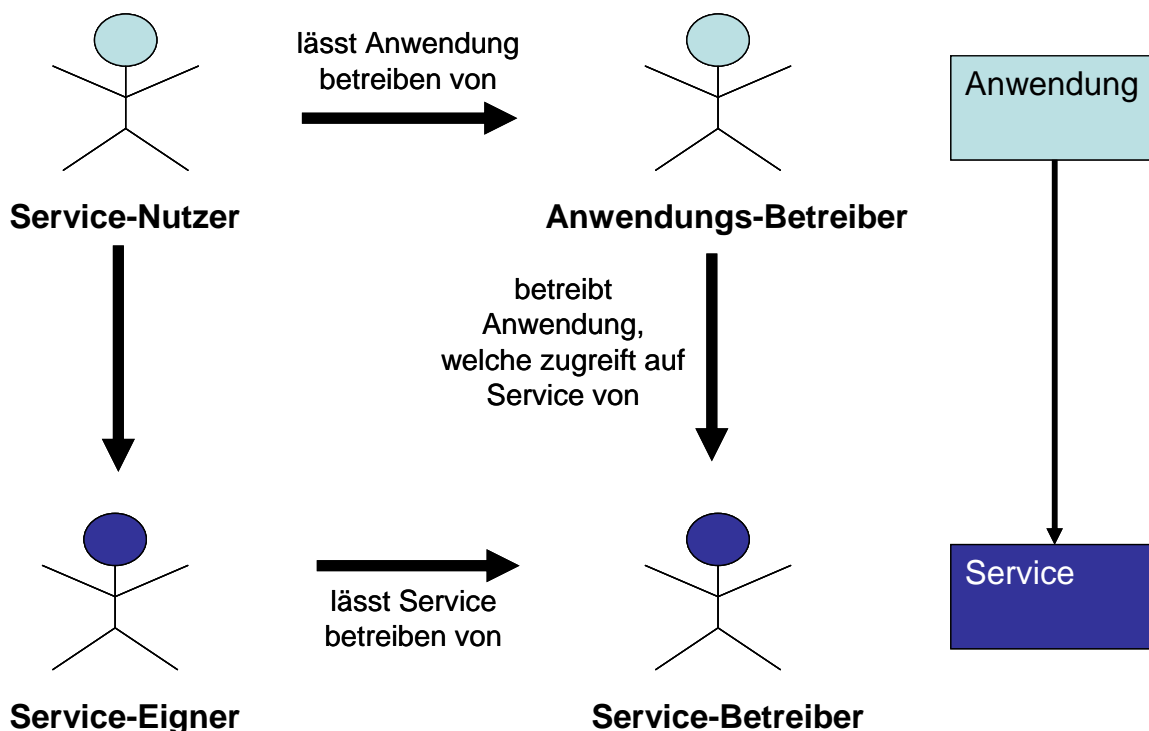 lässt Anwendung
betreiben von
Anwendung
Service-Nutzer
Anwendungs-Betreiber
betreibt
Anwendung,
welche zugreift auf
Service von
lässt Service
betreiben von
Service
Service-Eigner
Service-Betreiber